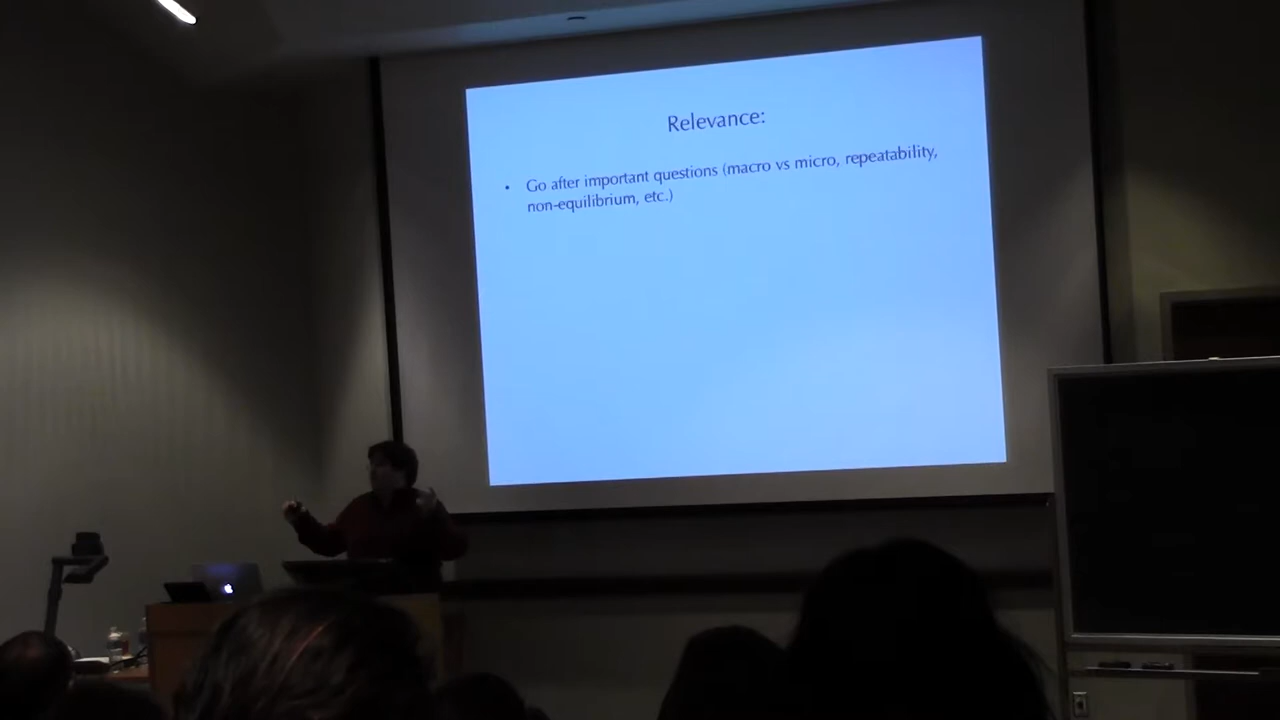 Relevance:
• Go after important questions (macro vs micro, repeatability,
non-equilibrium, etc.)